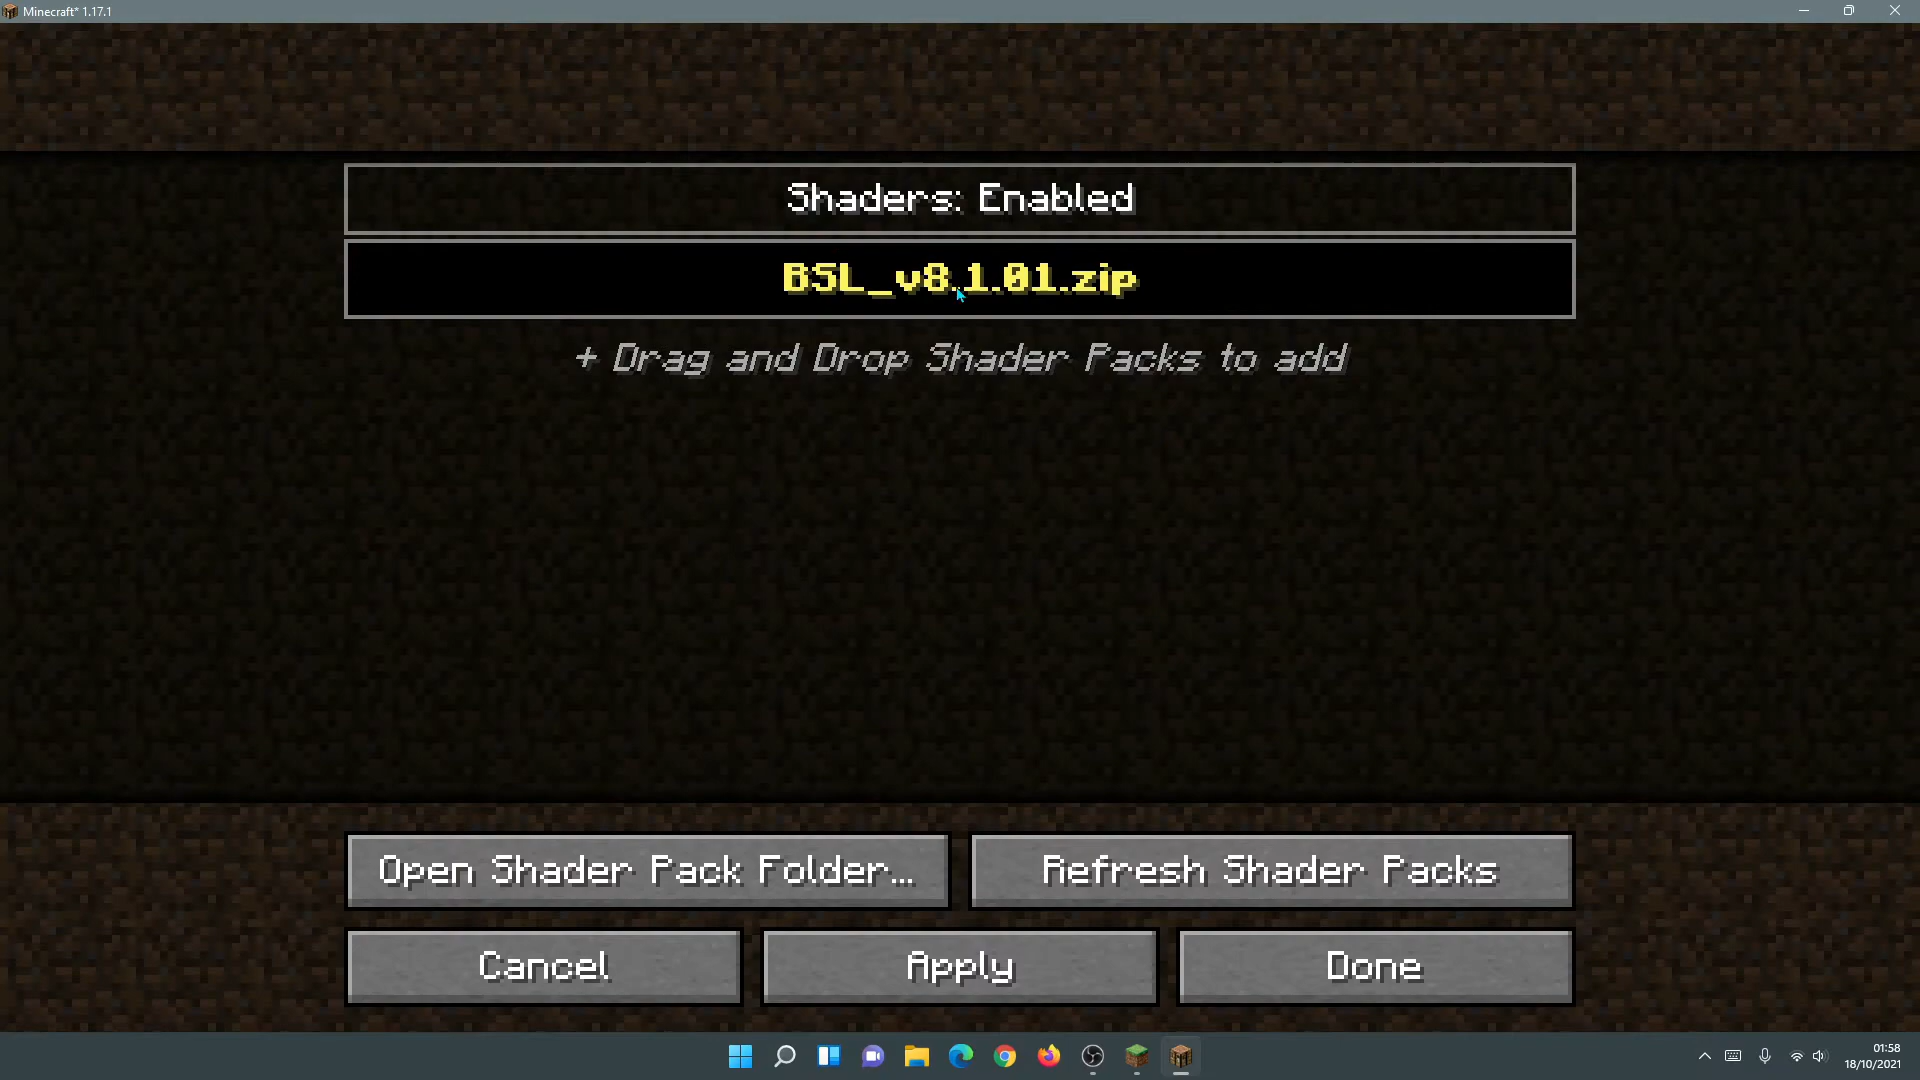 Minecraft* 1.17.1
Shaders: Enabled
BSL_v8.1.01.zip
+ Drag and Drop Shader Packs to add
Open Shader Pack Folder...
Refresh Shader Packs
Cancel
Apply
Done
01:58
18/10/2021